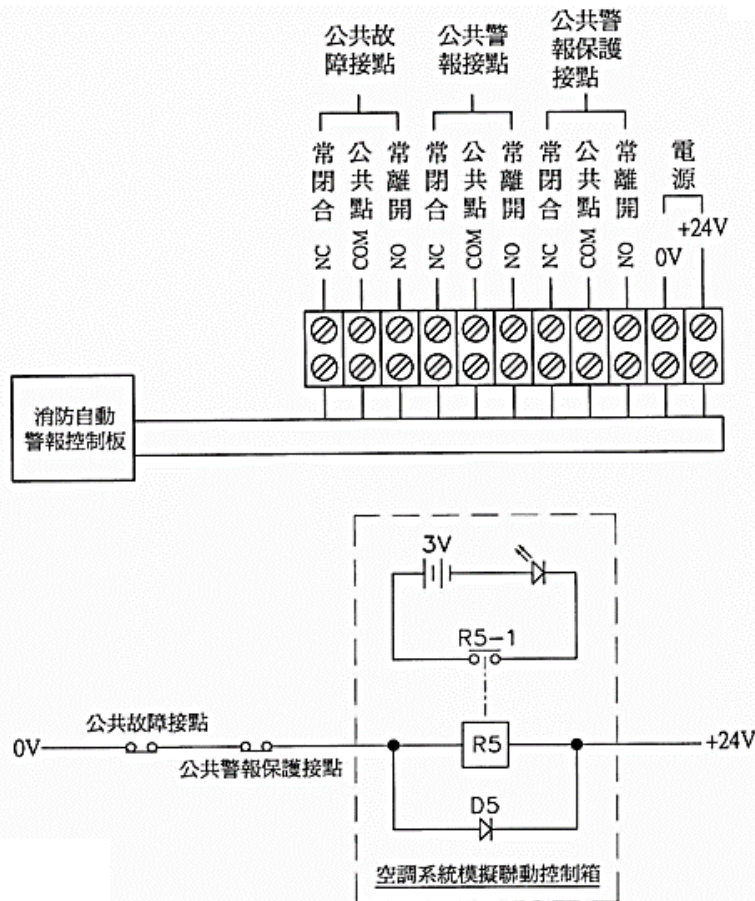 公共故
障接點
公共警
報接點
公共警
報保護
接點
常閉合
公共點
常離開
常閉合
公共點
常離開
常閉合
公共點
常離開
電源
NC
COM
NO
NC
COM
NO
NC
COM
NO
0V
+24V
消防自動
警報控制板
3V
R5-1
公共故障接點
0V
公共警報保護接點
R5
+24V
D5
空調系統模擬聯動控制箱